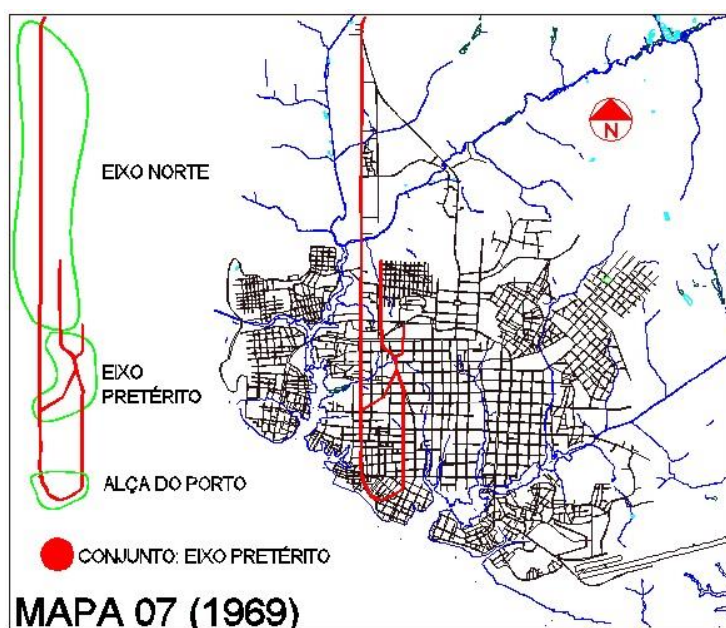 N
EIXO NORTE
EIXO
PRETÉRITO
ALÇA DO PORTO
CONJUNTO: EIXO PRETÉRITO
MAPA 07 (1969)